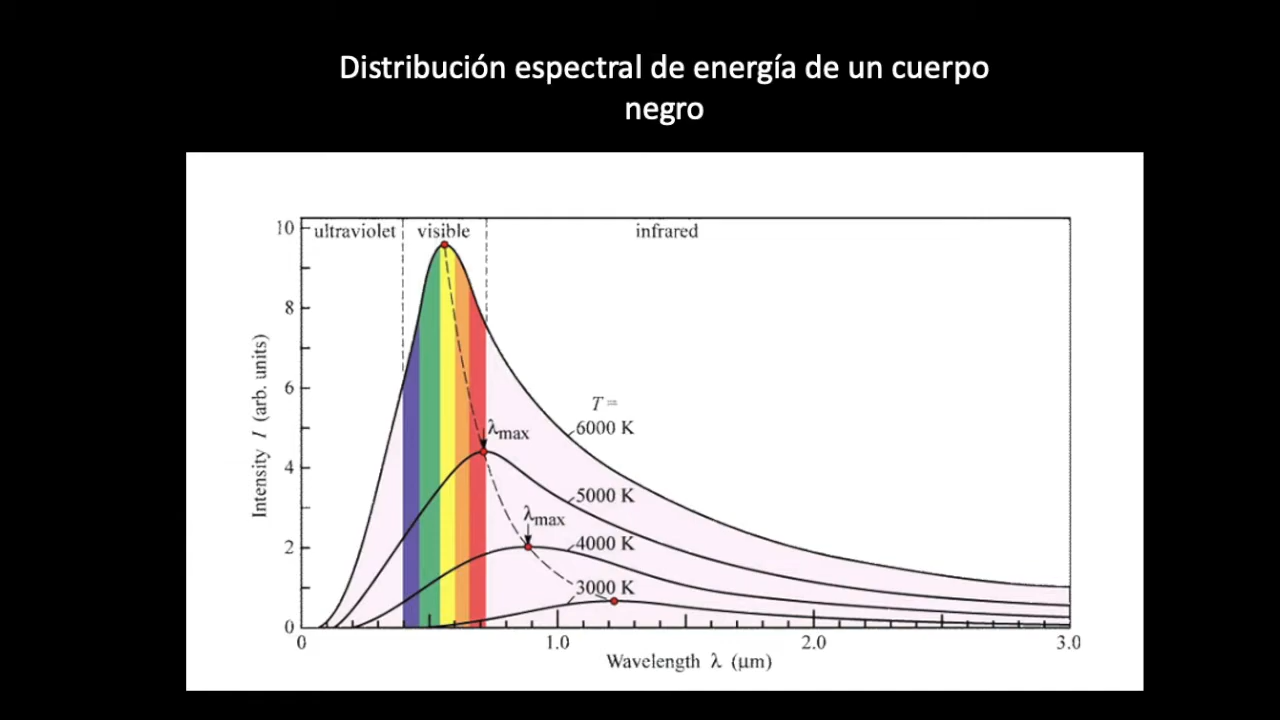 Distribución espectral de energía de un cuerpo
negro
10
ultraviolet
visible
infrared
8
6
4
2
0
Intensity I (arb. units)
T =
6000 K
λmax
5000 K
λmax
4000 K
3000 K
0
1.0
2.0
3.0
Wavelength λ (μm)